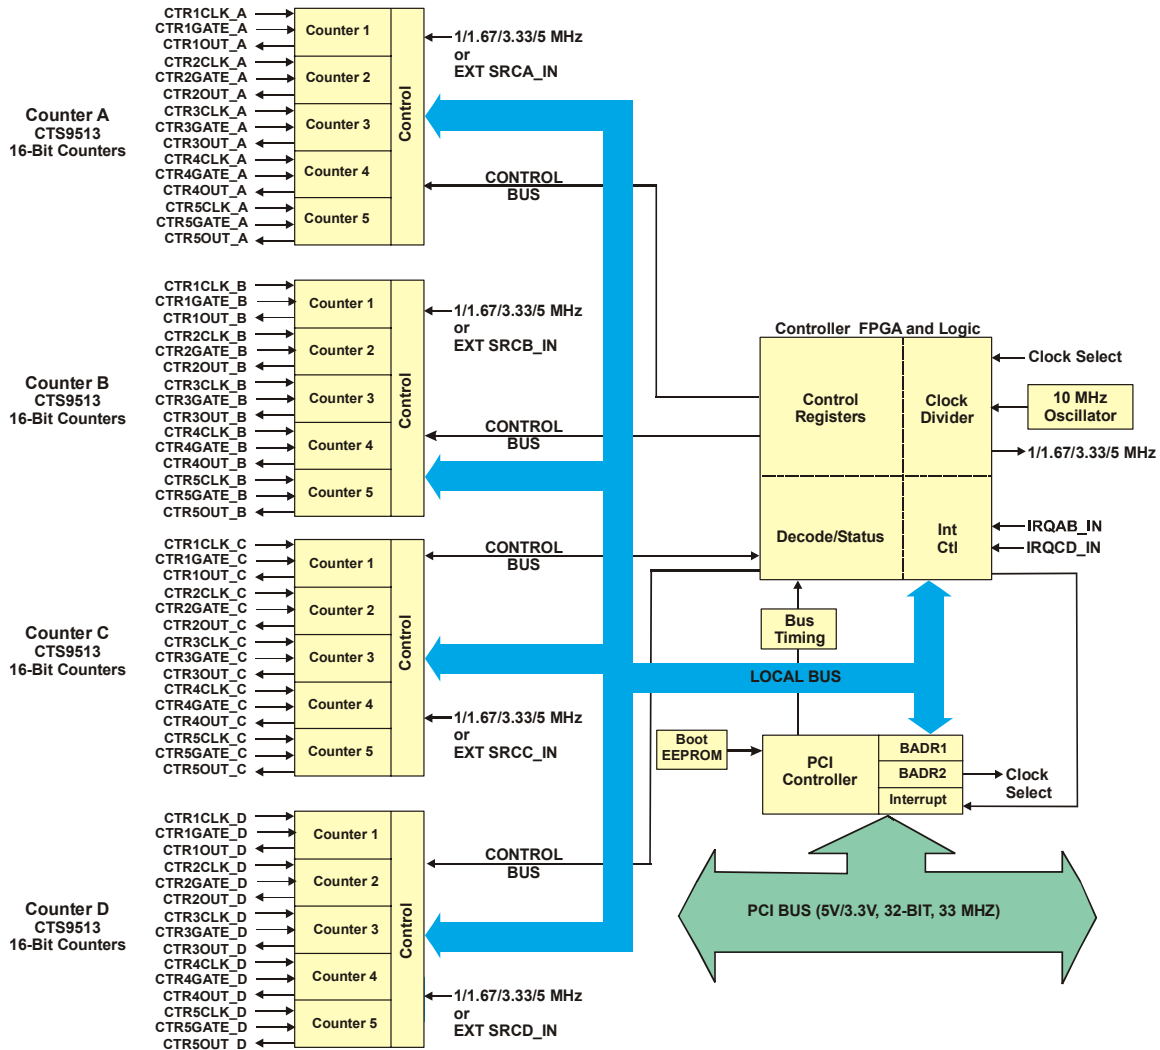 CTR1CLK_A
CTR1GATE_A
CTR1OUT_A
CTR2CLK_A
CTR2GATE_A
CTR2OUT_A
CTR3CLK_A
CTR3GATE_A
CTR3OUT_A
CTR4CLK_A
CTR4GATE_A
CTR4OUT_A
CTR5CLK_A
CTR5GATE_A
CTR5OUT_A
Counter A
CTS9513
16-Bit Counters
Counter 1
Counter 2
Counter 3
Counter 4
Counter 5
Control
1/1.67/3.33/5 MHz
or
EXT SRCA_IN
CONTROL
BUS
CTR1CLK_B
CTR1GATE_B
CTR1OUT_B
CTR2CLK_B
CTR2GATE_B
CTR2OUT_B
CTR3CLK_B
CTR3GATE_B
CTR3OUT_B
CTR4CLK_B
CTR4GATE_B
CTR4OUT_B
CTR5CLK_B
CTR5GATE_B
CTR5OUT_B
Counter B
CTS9513
16-Bit Counters
Counter 1
Counter 2
Counter 3
Counter 4
Counter 5
Control
1/1.67/3.33/5 MHz
or
EXT SRCB_IN
CONTROL
BUS
Controller FPGA and Logic
Control
Registers
Clock
Divider
Decode/Status
Int
Ctl
Clock Select
10 MHz
Oscillator
1/1.67/3.33/5 MHz
IRQAB_IN
IRQCD_IN
CTR1CLK_C
CTR1GATE_C
CTR1OUT_C
CTR2CLK_C
CTR2GATE_C
CTR2OUT_C
CTR3CLK_C
CTR3GATE_C
CTR3OUT_C
CTR4CLK_C
CTR4GATE_C
CTR4OUT_C
CTR5CLK_C
CTR5GATE_C
CTR5OUT_C
Counter C
CTS9513
16-Bit Counters
Counter 1
Counter 2
Counter 3
Counter 4
Counter 5
Control
CONTROL
BUS
1/1.67/3.33/5 MHz
or
EXT SRCC_IN
Bus
Timing
LOCAL BUS
Boot
EEPROM
PCI
Controller
BADR1
BADR2
Interrupt
Clock
Select
CTR1CLK_D
CTR1GATE_D
CTR1OUT_D
CTR2CLK_D
CTR2GATE_D
CTR2OUT_D
CTR3CLK_D
CTR3GATE_D
CTR3OUT_D
CTR4CLK_D
CTR4GATE_D
CTR4OUT_D
CTR5CLK_D
CTR5GATE_D
CTR5OUT_D
Counter D
CTS9513
16-Bit Counters
Counter 1
Counter 2
Counter 3
Counter 4
Counter 5
Control
CONTROL
BUS
1/1.67/3.33/5 MHz
or
EXT SRCD_IN
PCI BUS (5V/3.3V, 32-BIT, 33 MHZ)